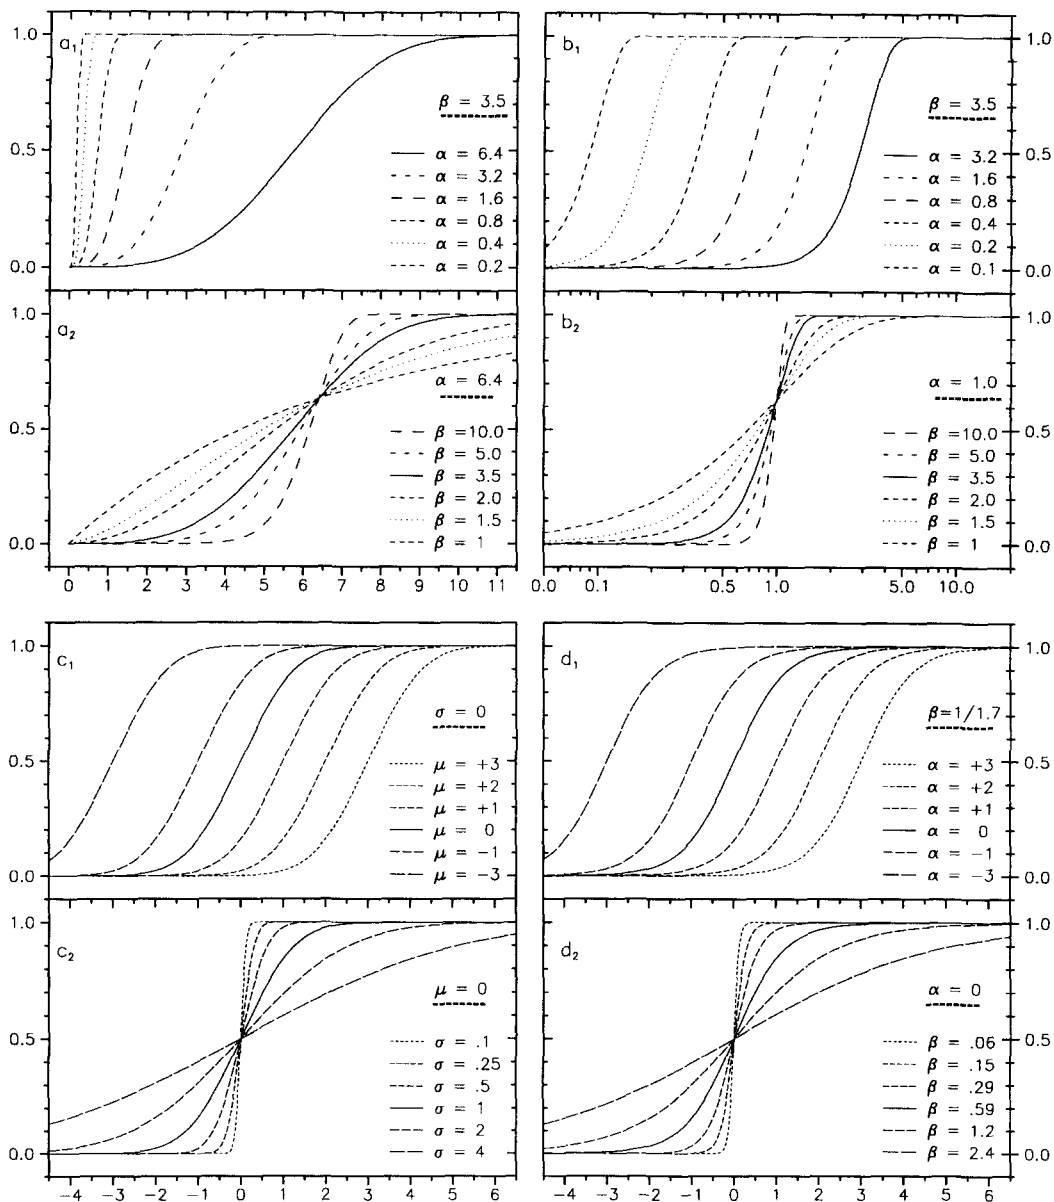 a₁
1.0
0.5
0.0
β = 3.5
α = 6.4
α = 3.2
α = 1.6
α = 0.8
α = 0.4
α = 0.2
b₁
β = 3.5
α = 3.2
α = 1.6
α = 0.8
α = 0.4
α = 0.2
α = 0.1
1.0
0.5
0.0
a₂
1.0
0.5
0.0
α = 6.4
β =10.0
β = 5.0
β = 3.5
β = 2.0
β = 1.5
β = 1
0 1 2 3 4 5 6 7 8 9 10 11
b₂
α = 1.0
β =10.0
β = 5.0
β = 3.5
β = 2.0
β = 1.5
β = 1
1.0
0.5
0.0
0.0 0.1 0.5 1.0 5.0 10.0
c₁
1.0
0.5
0.0
σ = 0
μ = +3
μ = +2
μ = +1
μ = 0
μ = −1
μ = −3
d₁
β=1/1.7
α = +3
α = +2
α = +1
α = 0
α = −1
α = −3
1.0
0.5
0.0
c₂
1.0
0.5
0.0
μ = 0
σ = .1
σ = .25
σ = .5
σ = 1
σ = 2
σ = 4
−4 −3 −2 −1 0 1 2 3 4 5 6
d₂
α = 0
β = .06
β = .15
β = .29
β = .59
β = 1.2
β = 2.4
1.0
0.5
0.0
−4 −3 −2 −1 0 1 2 3 4 5 6